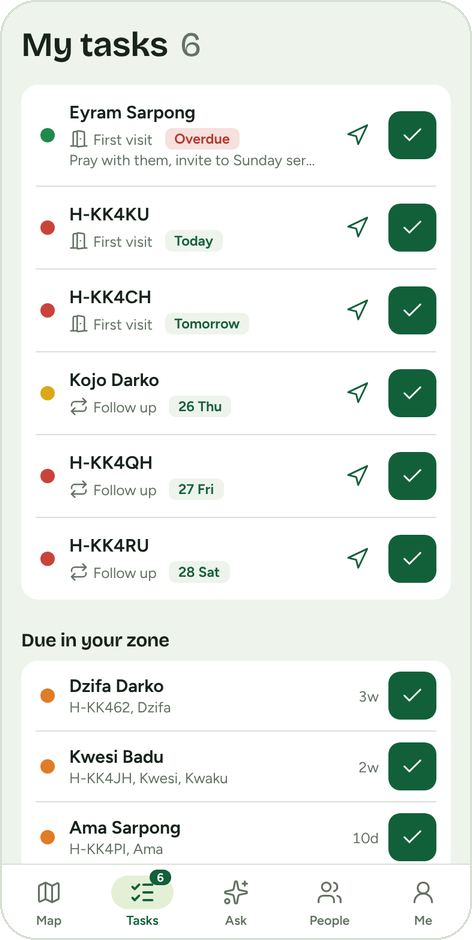 My tasks 6
Eyram Sarpong
First visit Overdue
Pray with them, invite to Sunday ser...
H-KK4KU
First visit Today
H-KK4CH
First visit Tomorrow
Kojo Darko
Follow up 26 Thu
H-KK4QH
Follow up 27 Fri
H-KK4RU
Follow up 28 Sat
Due in your zone
Dzifa Darko
H-KK462, Dzifa
3w
Kwesi Badu
H-KK4JH, Kwesi, Kwaku
2w
Ama Sarpong
H-KK4PI, Ama
10d
6
Map Tasks Ask People Me